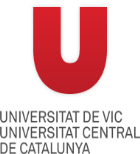 U
UNIVERSITAT DE VIC
UNIVERSITAT CENTRAL
DE CATALUNYA